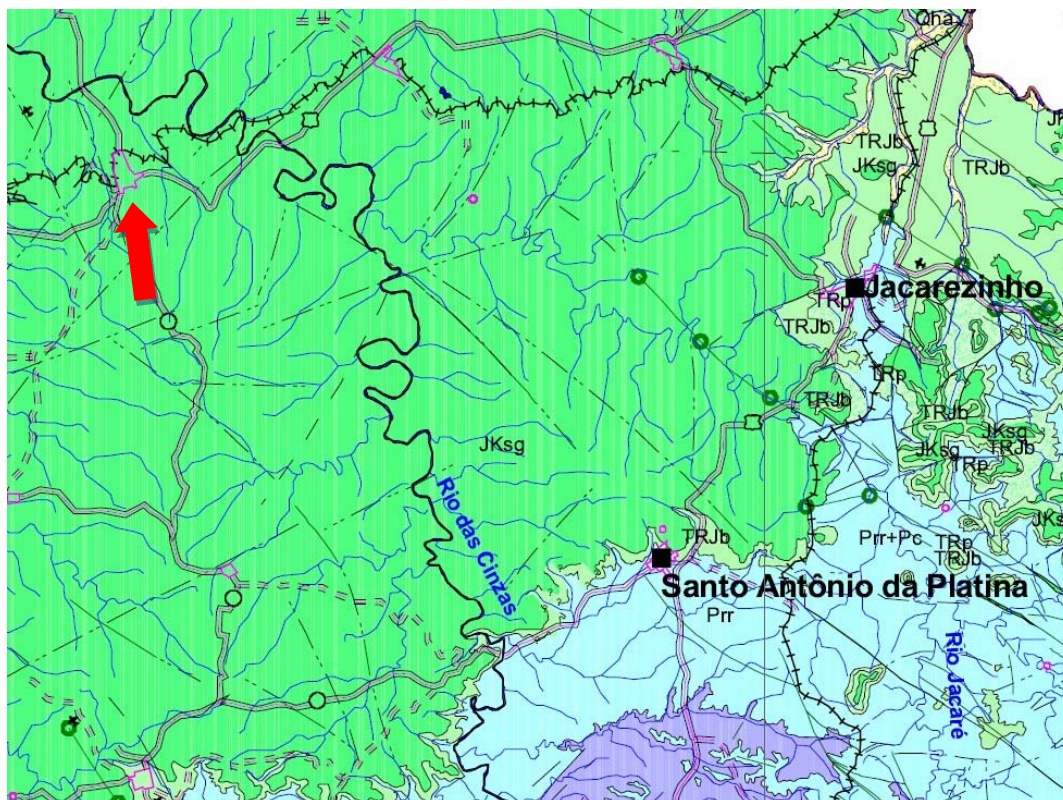 Qha
JK
TRJb
JKsg
TRJb
Jacarezinho
TRp
TRJb
TRp
TRJb
TRJb
JKsg
JKsg
TRJb
TRp
JKsg
JKs
Rio das Cinzas
TRJb
Prr+Pc
TRp
TRJb
Santo Antônio da Platina
Prr
Rio Jacaré